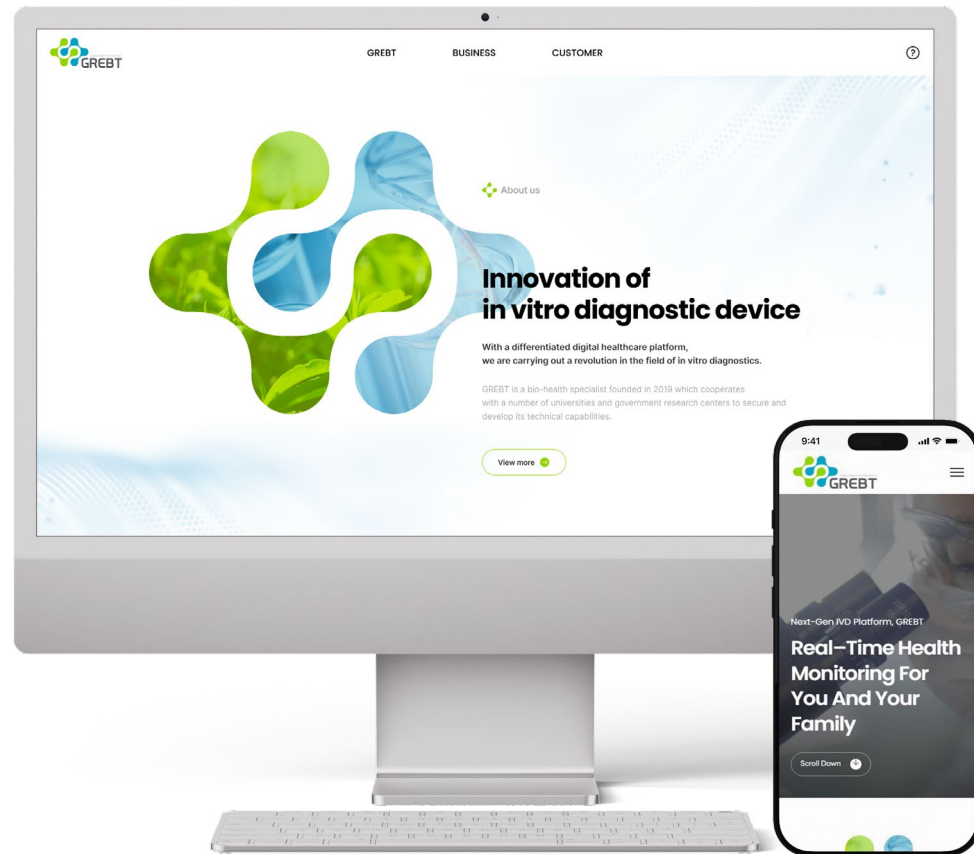 GREBT
GREBT
BUSINESS
CUSTOMER
?
About us
Innovation of
in vitro diagnostic device
With a differentiated digital healthcare platform,
we are carrying out a revolution in the field of in vitro diagnostics.
GREBT is a bio-health specialist founded in 2019 which cooperates
with a number of universities and government research centers to secure and
develop its technical capabilities.
View more
9:41
GREBT
Next-Gen IVD Platform, GREBT
Real-Time Health
Monitoring For
You And Your
Family
Scroll Down